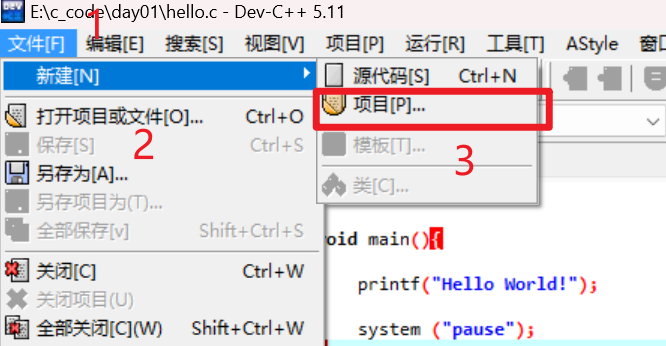 E:\c_code\day01\hello.c - Dev-C++ 5.11
1
文件[F] 编辑[E] 搜索[S] 视图[V] 项目[P] 运行[R] 工具[T] AStyle 窗口
新建[N]
源代码[S] Ctrl+N
项目[P]...
模板[T]...
类[C]...
3
打开项目或文件[O]... Ctrl+O
保存[S] Ctrl+S
2
另存为[A]...
另存项目为(T)...
全部保存[v] Shift+Ctrl+S
关闭[C] Ctrl+W
关闭项目(U)
全部关闭[C](W) Shift+Ctrl+W
oid main(){
printf("Hello World!");
system ("pause");